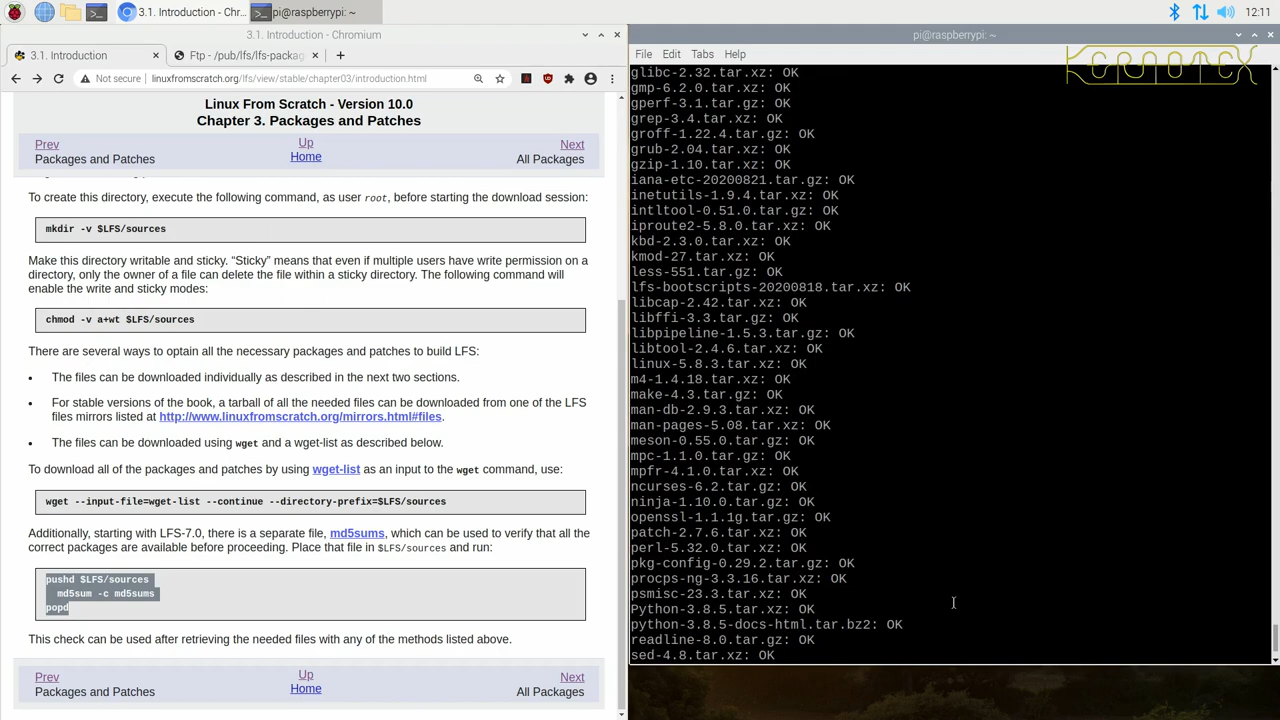 3.1. Introduction - Chr...
pi@raspberrypi: ~
12:11
3.1. Introduction - Chromium
3.1. Introduction
Ftp - /pub/lfs/lfs-packag
Not secure
linuxfromscratch.org/lfs/view/stable/chapter03/introduction.html
Linux From Scratch - Version 10.0
Chapter 3. Packages and Patches
Prev
Up
Next
Packages and Patches
Home
All Packages
To create this directory, execute the following command, as user root, before starting the download session:
mkdir -v $LFS/sources
Make this directory writable and sticky. “Sticky” means that even if multiple users have write permission on a
directory, only the owner of a file can delete the file within a sticky directory. The following command will
enable the write and sticky modes:
chmod -v a+wt $LFS/sources
There are several ways to optain all the necessary packages and patches to build LFS:
• The files can be downloaded individually as described in the next two sections.
• For stable versions of the book, a tarball of all the needed files can be downloaded from one of the LFS
files mirrors listed at http://www.linuxfromscratch.org/mirrors.html#files.
• The files can be downloaded using wget and a wget-list as described below.
To download all of the packages and patches by using wget-list as an input to the wget command, use:
wget --input-file=wget-list --continue --directory-prefix=$LFS/sources
Additionally, starting with LFS-7.0, there is a separate file, md5sums, which can be used to verify that all the
correct packages are available before proceeding. Place that file in $LFS/sources and run:
pushd $LFS/sources
md5sum -c md5sums
popd
This check can be used after retrieving the needed files with any of the methods listed above.
Prev
Up
Next
Packages and Patches
Home
All Packages
pi@raspberrypi: ~
File Edit Tabs Help
KERNOTEX
glibc-2.32.tar.xz: OK
gmp-6.2.0.tar.xz: OK
gperf-3.1.tar.gz: OK
grep-3.4.tar.xz: OK
groff-1.22.4.tar.gz: OK
grub-2.04.tar.xz: OK
gzip-1.10.tar.xz: OK
iana-etc-20200821.tar.gz: OK
inetutils-1.9.4.tar.xz: OK
intltool-0.51.0.tar.gz: OK
iproute2-5.8.0.tar.xz: OK
kbd-2.3.0.tar.xz: OK
kmod-27.tar.xz: OK
less-551.tar.gz: OK
lfs-bootscripts-20200818.tar.xz: OK
libcap-2.42.tar.xz: OK
libffi-3.3.tar.gz: OK
libpipeline-1.5.3.tar.gz: OK
libtool-2.4.6.tar.xz: OK
linux-5.8.3.tar.xz: OK
m4-1.4.18.tar.xz: OK
make-4.3.tar.gz: OK
man-db-2.9.3.tar.xz: OK
man-pages-5.08.tar.xz: OK
meson-0.55.0.tar.gz: OK
mpc-1.1.0.tar.gz: OK
mpfr-4.1.0.tar.xz: OK
ncurses-6.2.tar.gz: OK
ninja-1.10.0.tar.gz: OK
openssl-1.1.1g.tar.gz: OK
patch-2.7.6.tar.xz: OK
perl-5.32.0.tar.xz: OK
pkg-config-0.29.2.tar.gz: OK
procps-ng-3.3.16.tar.xz: OK
psmisc-23.3.tar.xz: OK
Python-3.8.5.tar.xz: OK
python-3.8.5-docs-html.tar.bz2: OK
readline-8.0.tar.gz: OK
sed-4.8.tar.xz: OK